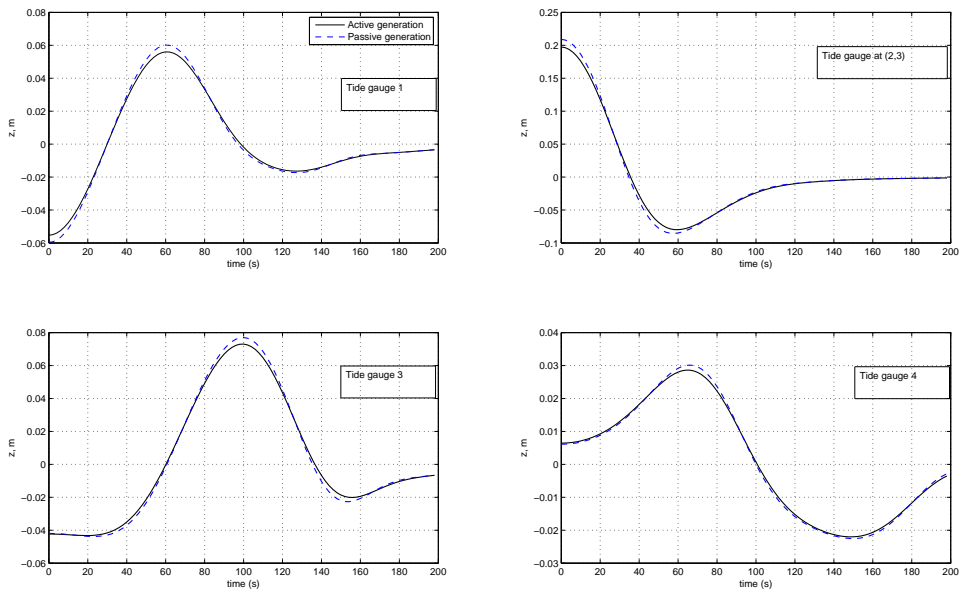 0.08
0.06
0.04
0.02
0
−0.02
−0.04
−0.06
0 20 40 60 80 100 120 140 160 180 200
time (s)
z, m
Active generation
Passive generation
Tide gauge 1
0.25
0.2
0.15
0.1
0.05
0
−0.05
−0.1
0 20 40 60 80 100 120 140 160 180 200
time (s)
z, m
Tide gauge at (2,3)
0.08
0.06
0.04
0.02
0
−0.02
−0.04
−0.06
0 20 40 60 80 100 120 140 160 180 200
time (s)
z, m
Tide gauge 3
0.04
0.03
0.02
0.01
0
−0.01
−0.02
−0.03
0 20 40 60 80 100 120 140 160 180 200
time (s)
z, m
Tide gauge 4